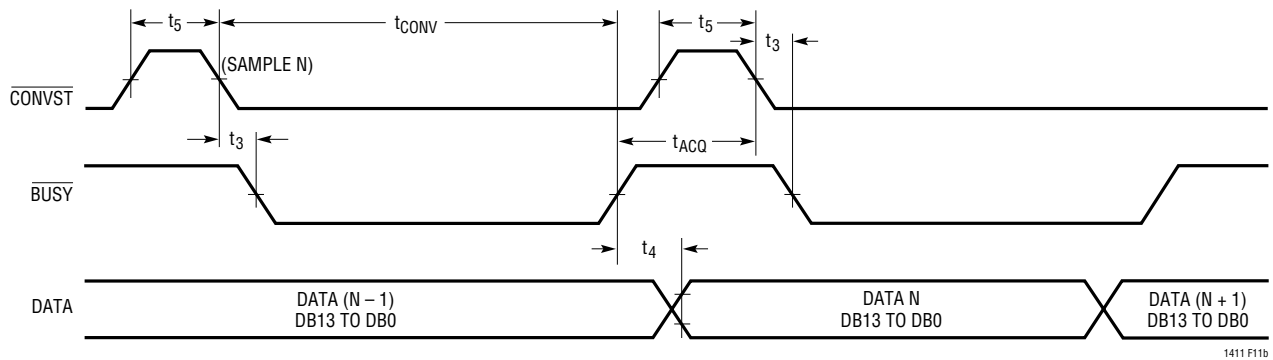 t5
tCONV
t5
t3
(SAMPLE N)
CONVST
t3
tACQ
BUSY
t4
DATA
DATA (N – 1)
DB13 TO DB0
DATA N
DB13 TO DB0
DATA (N + 1)
DB13 TO DB0
1411 F11b